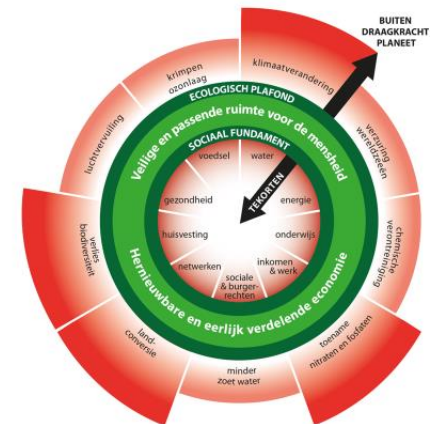 BUITEN
DRAAGKRACHT
PLANEET
klimaatverandering
krimpen
ozonlaag
luchtvervuiling
verlies
biodiversiteit
land-
conversie
minder
zoet water
toename
nitraten en fosfaten
chemische
verontreiniging
verzuring
wereldzeeën
ECOLOGISCH PLAFOND
Veilige en passende ruimte voor de mensheid
SOCIAAL FUNDAMENT
voedsel
water
energie
onderwijs
inkomen
& werk
sociale
& burger-
rechten
netwerken
huisvesting
gezondheid
TEKORTEN
Hernieuwbare en eerlijk verdelende economie